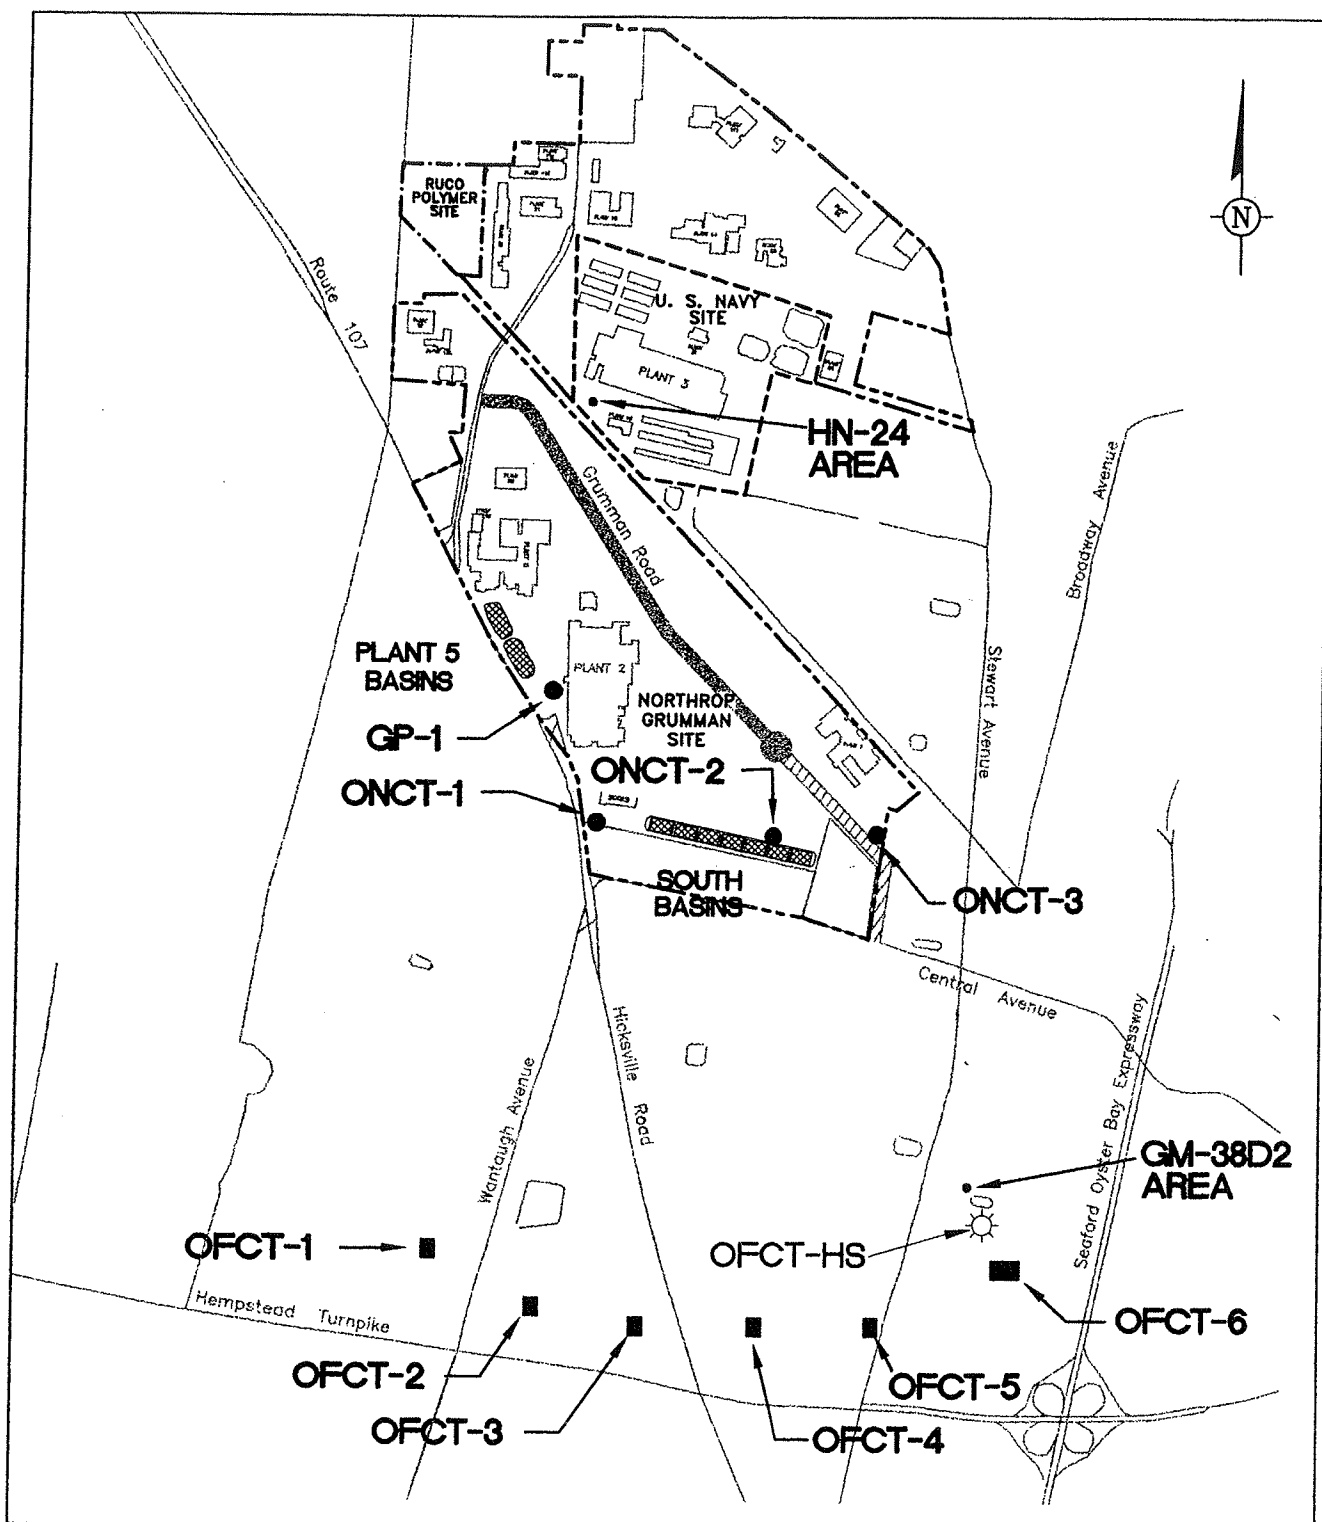 N
RUCO
POLYMER
SITE
Route 107
U. S. NAVY
SITE
PLANT 3
HN-24
AREA
Grumman Road
Broadway Avenue
Stewart Avenue
PLANT 5
BASINS
PLANT 2
GP-1
NORTHROP
GRUMMAN
SITE
ONCT-2
ONCT-1
SOUTH
BASINS
ONCT-3
Central Avenue
Hicksville Road
Wantaugh Avenue
Seaford Oyster Bay Expressway
GM-38D2
AREA
OFCT-1
OFCT-HS
Hempstead Turnpike
OFCT-6
OFCT-2
OFCT-5
OFCT-3
OFCT-4